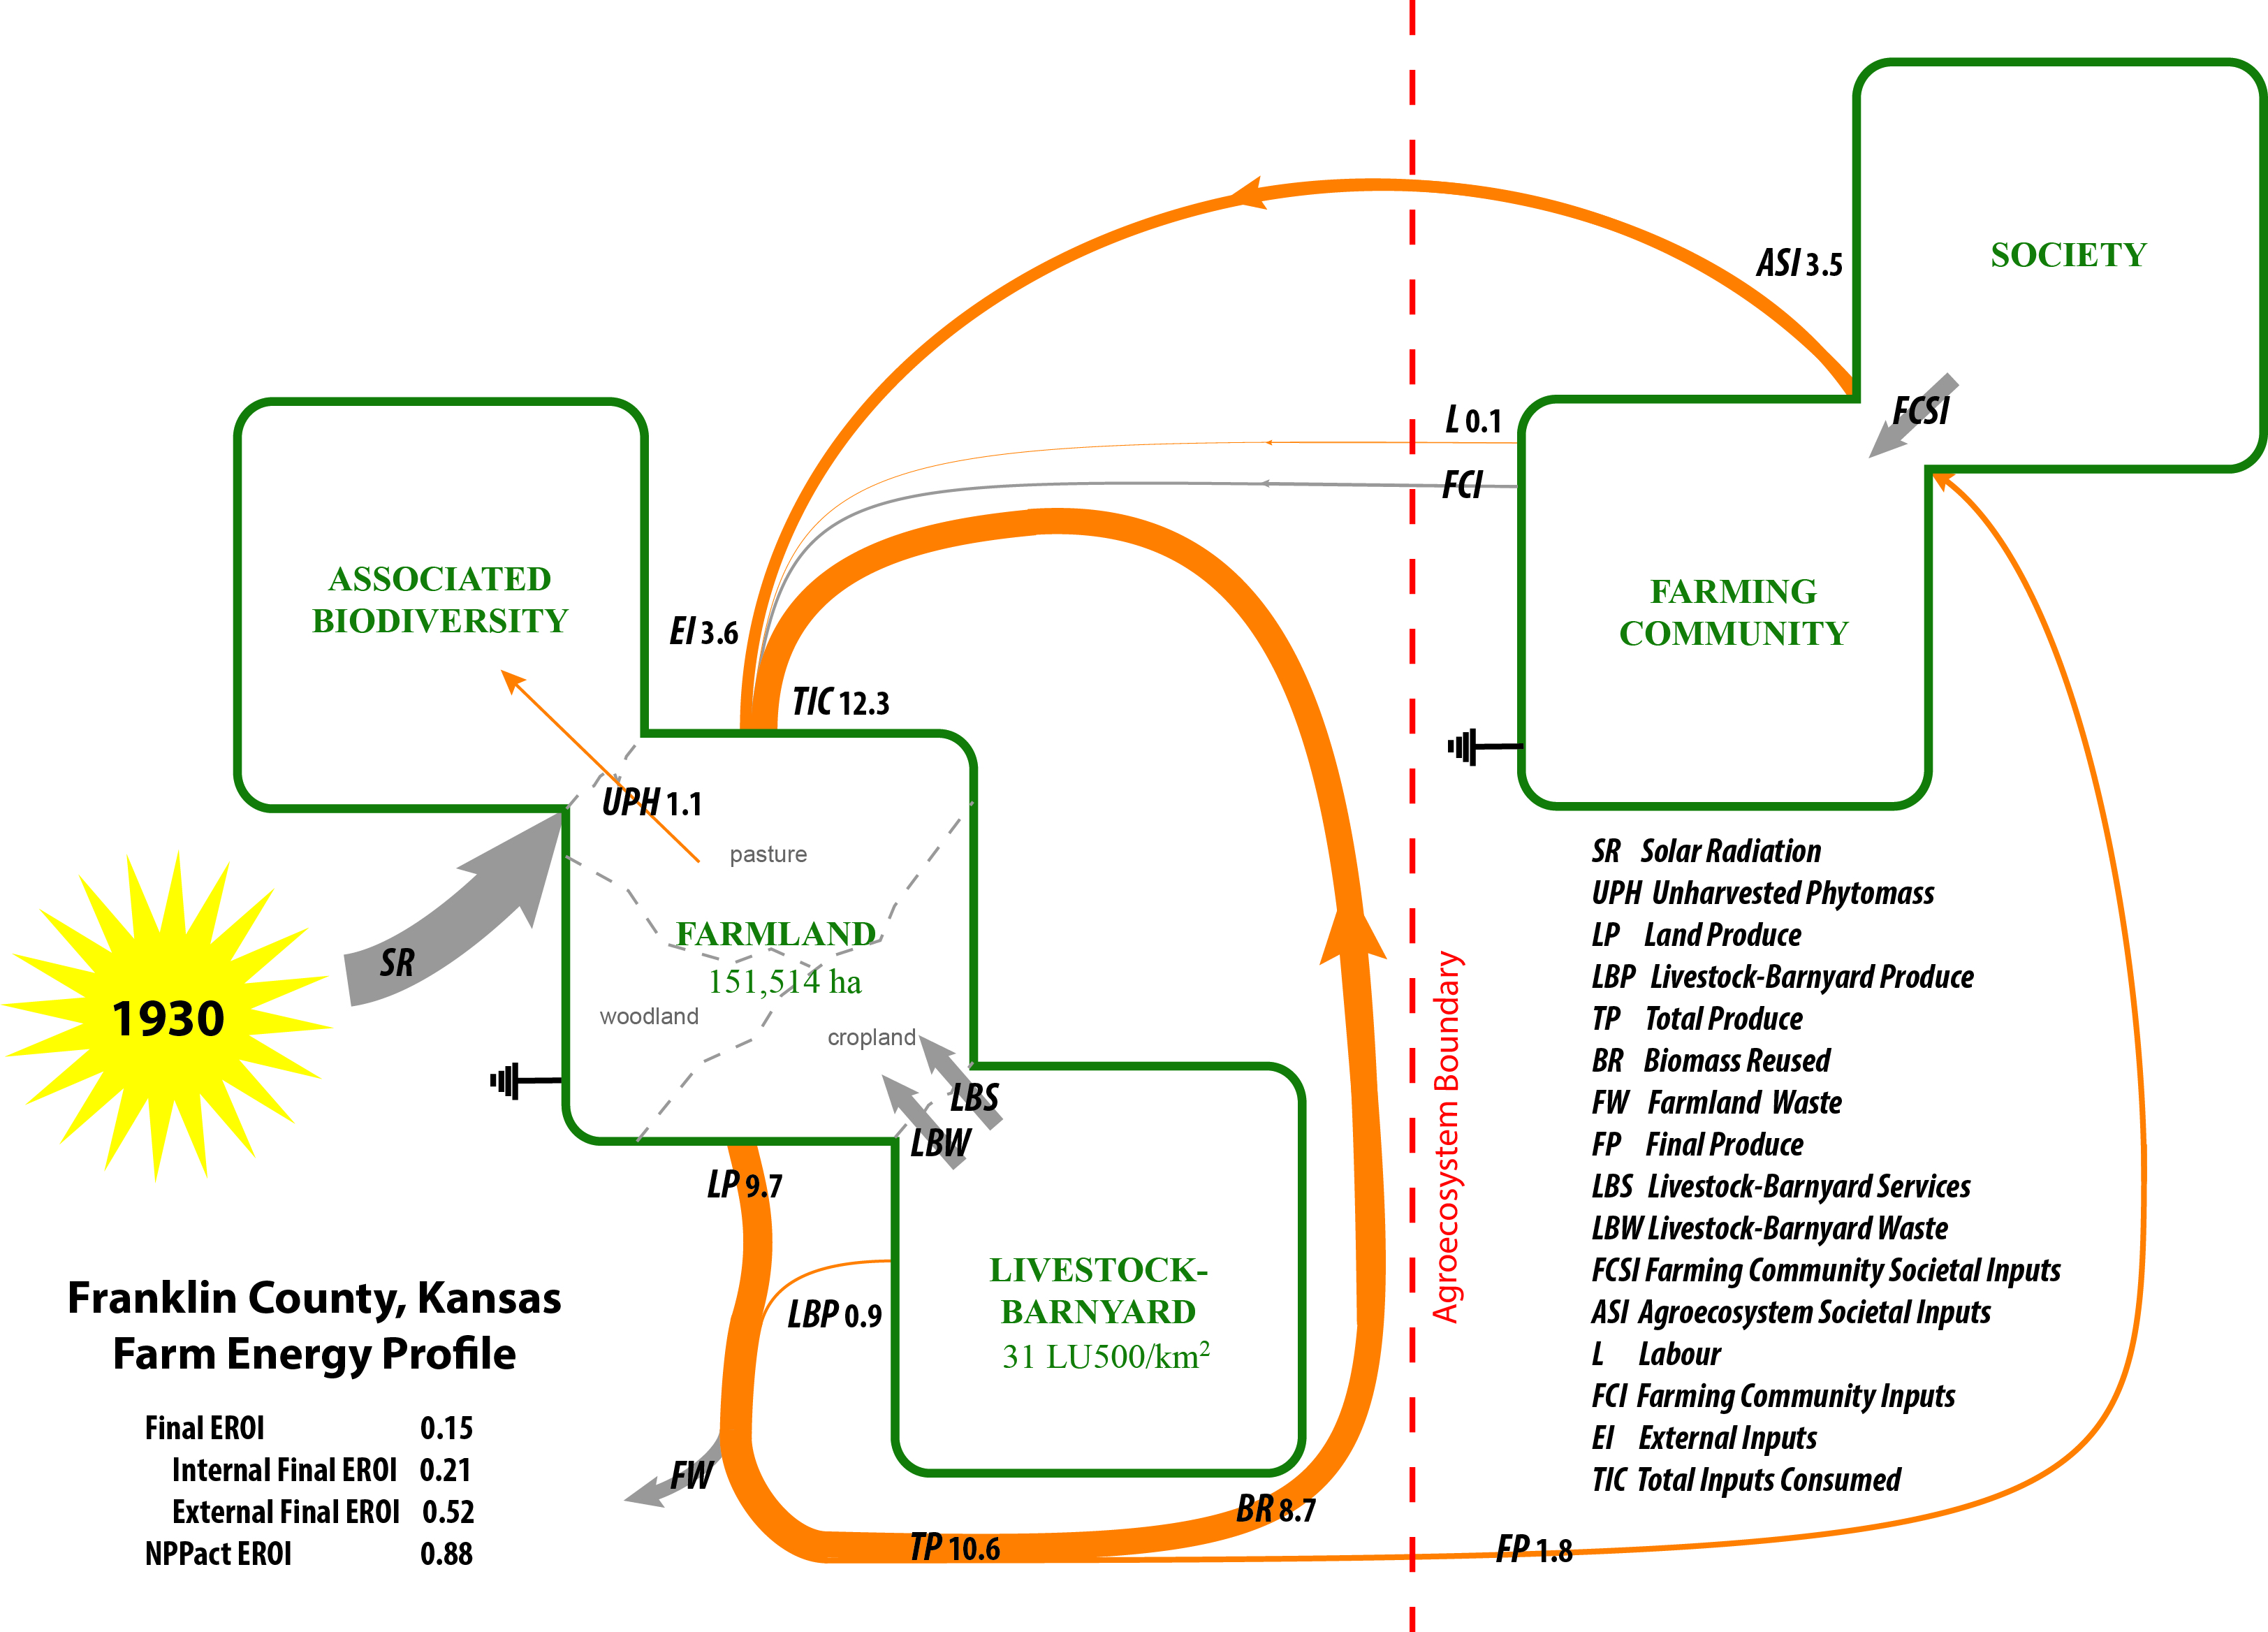 SOCIETY
ASI 3.5
FCSI
L 0.1
FCI
ASSOCIATED
BIODIVERSITY
FARMING
COMMUNITY
EI 3.6
TIC 12.3
UPH 1.1
pasture
FARMLAND
151,514 ha
woodland
cropland
SR
1930
LBS
LBW
Agroecosystem Boundary
LP 9.7
LBP 0.9
LIVESTOCK-
BARNYARD
31 LU500/km²
FW
BR 8.7
TP 10.6
FP 1.8
SR Solar Radiation
UPH Unharvested Phytomass
LP Land Produce
LBP Livestock-Barnyard Produce
TP Total Produce
BR Biomass Reused
FW Farmland Waste
FP Final Produce
LBS Livestock-Barnyard Services
LBW Livestock-Barnyard Waste
FCSI Farming Community Societal Inputs
ASI Agroecosystem Societal Inputs
L Labour
FCI Farming Community Inputs
EI External Inputs
TIC Total Inputs Consumed
Franklin County, Kansas
Farm Energy Profile
Final EROI 0.15
Internal Final EROI 0.21
External Final EROI 0.52
NPPact EROI 0.88